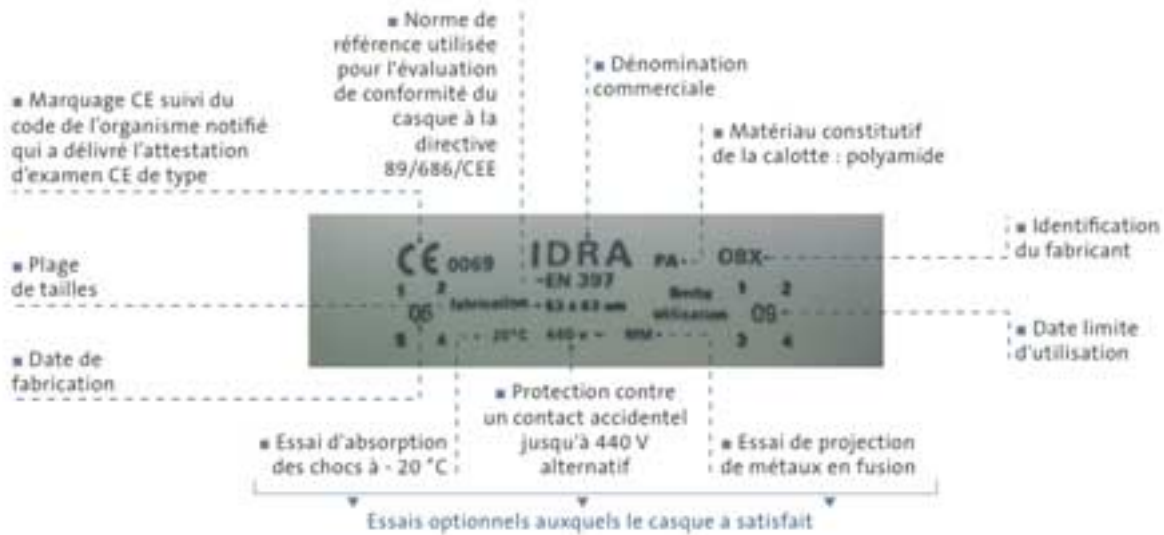 ■ Norme de
référence utilisée
pour l'évaluation
de conformité du
casque à la
directive
89/686/CEE
■ Dénomination
commerciale
■ Marquage CE suivi du
code de l'organisme notifié
qui a délivré l'attestation
d'examen CE de type
■ Matériau constitutif
de la calotte : polyamide
■ Identification
du fabricant
■ Plage
de tailles
■ Date limite
d'utilisation
■ Date de
fabrication
CE 0069 IDRA PA OBX
EN 397
1 2 fabrication limite 1 2
06 utilisation 09
4 3 4
20°C 440 v
■ Essai d'absorption
des chocs à - 20 °C
■ Protection contre
un contact accidentel
jusqu'à 440 V
alternatif
■ Essai de projection
de métaux en fusion
Essais optionnels auxquels le casque a satisfait